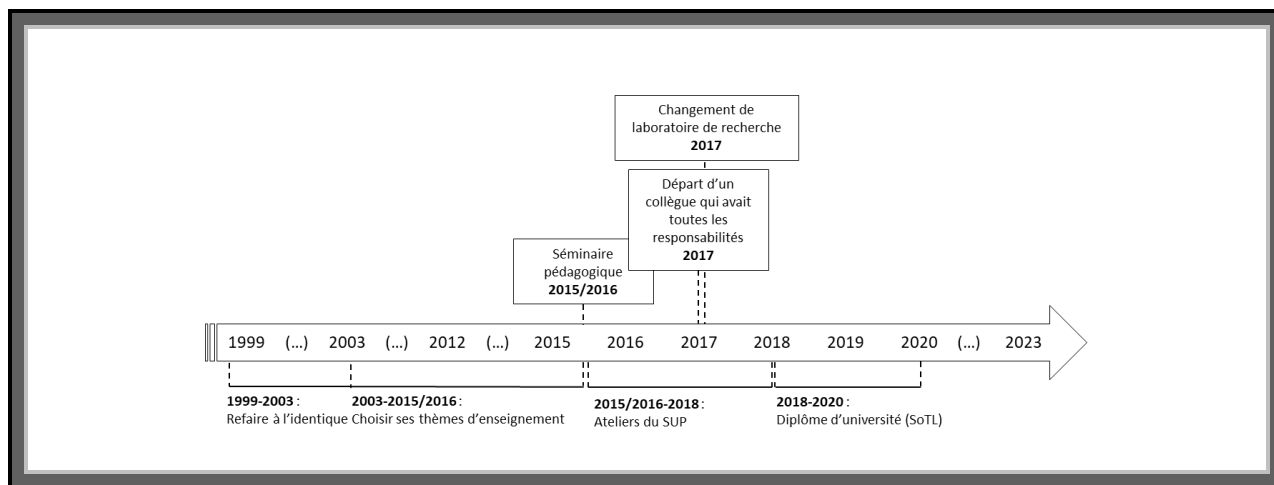 Changement de
laboratoire de recherche
2017
Départ d'un
collègue qui avait
toutes les
responsabilités
2017
Séminaire
pédagogique
2015/2016
1999 (...) 2003 (...) 2012 (...) 2015 2016 2017 2018 2019 2020 (...) 2023
1999-2003 :
Refaire à l'identique
2003-2015/2016 :
Choisir ses thèmes d'enseignement
2015/2016-2018 :
Ateliers du SUP
2018-2020 :
Diplôme d'université (SoTL)